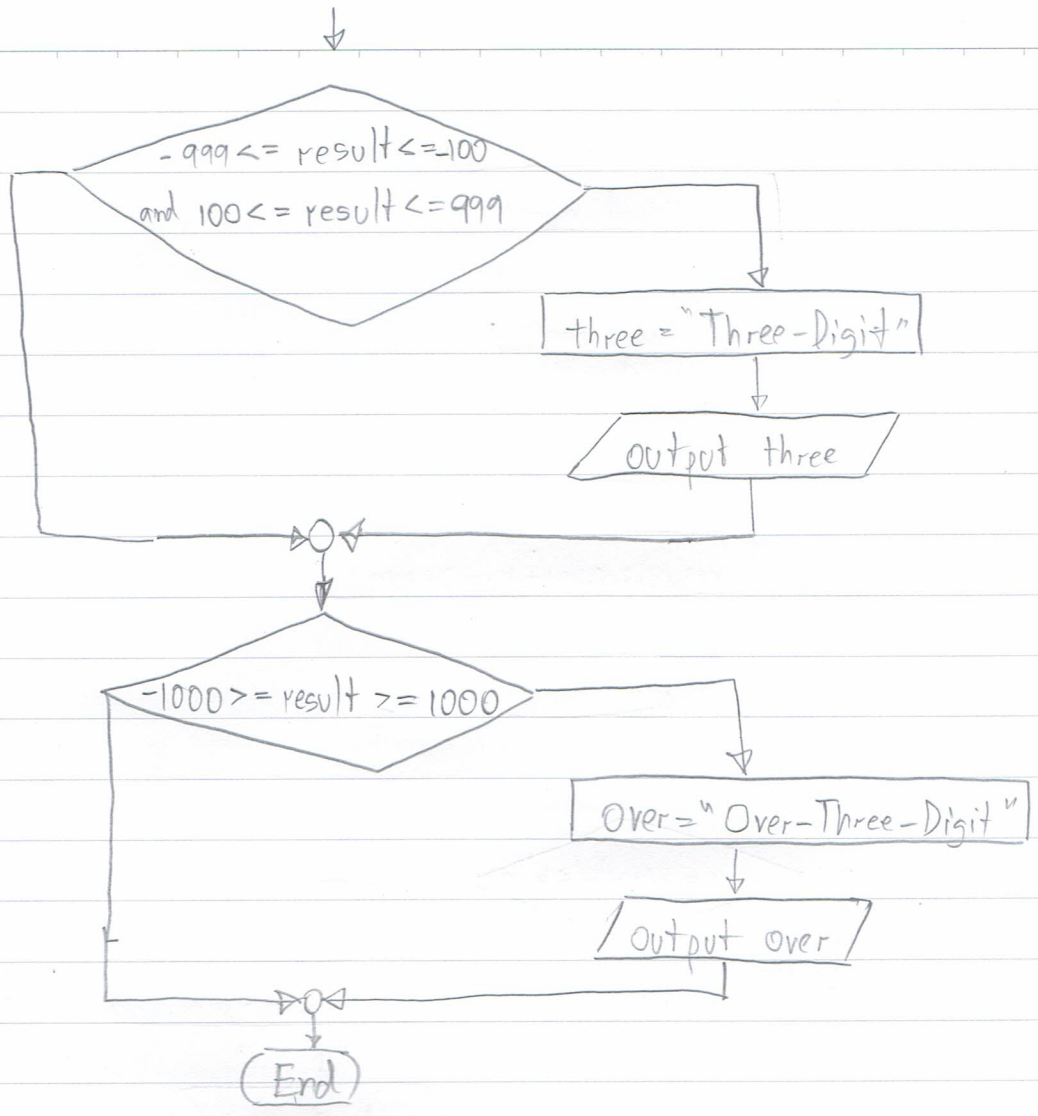 -999 <= result <= -100
and 100 <= result <= 999
three = "Three-Digit"
output three
-1000 >= result >= 1000
over = "Over-Three-Digit"
output over
End